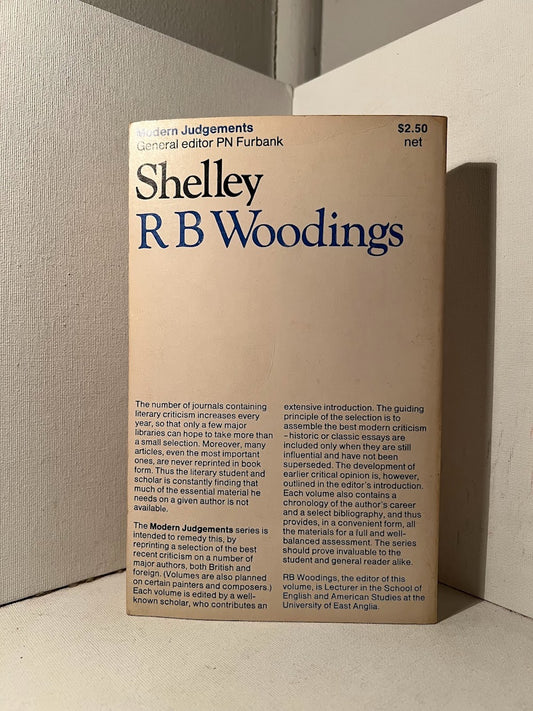 Modern Judgements
General editor PN Furbank
$2.50
net
Shelley
R B Woodings
The number of journals containing
literary criticism increases every
year, so that only a few major
libraries can hope to take more than
a small selection. Moreover, many
articles, even the most important
ones, are never reprinted in book
form. Thus the literary student and
scholar is constantly finding that
much of the essential material he
needs on a given author is not
available.
The Modern Judgements series is
intended to remedy this, by
reprinting a selection of the best
recent criticism on a number of
major authors, both British and
foreign. (Volumes are also planned
on certain painters and composers.)
Each volume is edited by a well-
known scholar, who contributes an
extensive introduction. The guiding
principle of the selection is to
assemble the best modern criticism
– historic or classic essays are
included only when they are still
influential and have not been
superseded. The development of
earlier critical opinion is, however,
outlined in the editor's introduction.
Each volume also contains a
chronology of the author's career
and a select bibliography, and thus
provides, in a convenient form, all
the materials for a full and well-
balanced assessment. The series
should prove invaluable to the
student and general reader alike.
RB Woodings, the editor of this
volume, is Lecturer in the School of
English and American Studies at the
University of East Anglia.